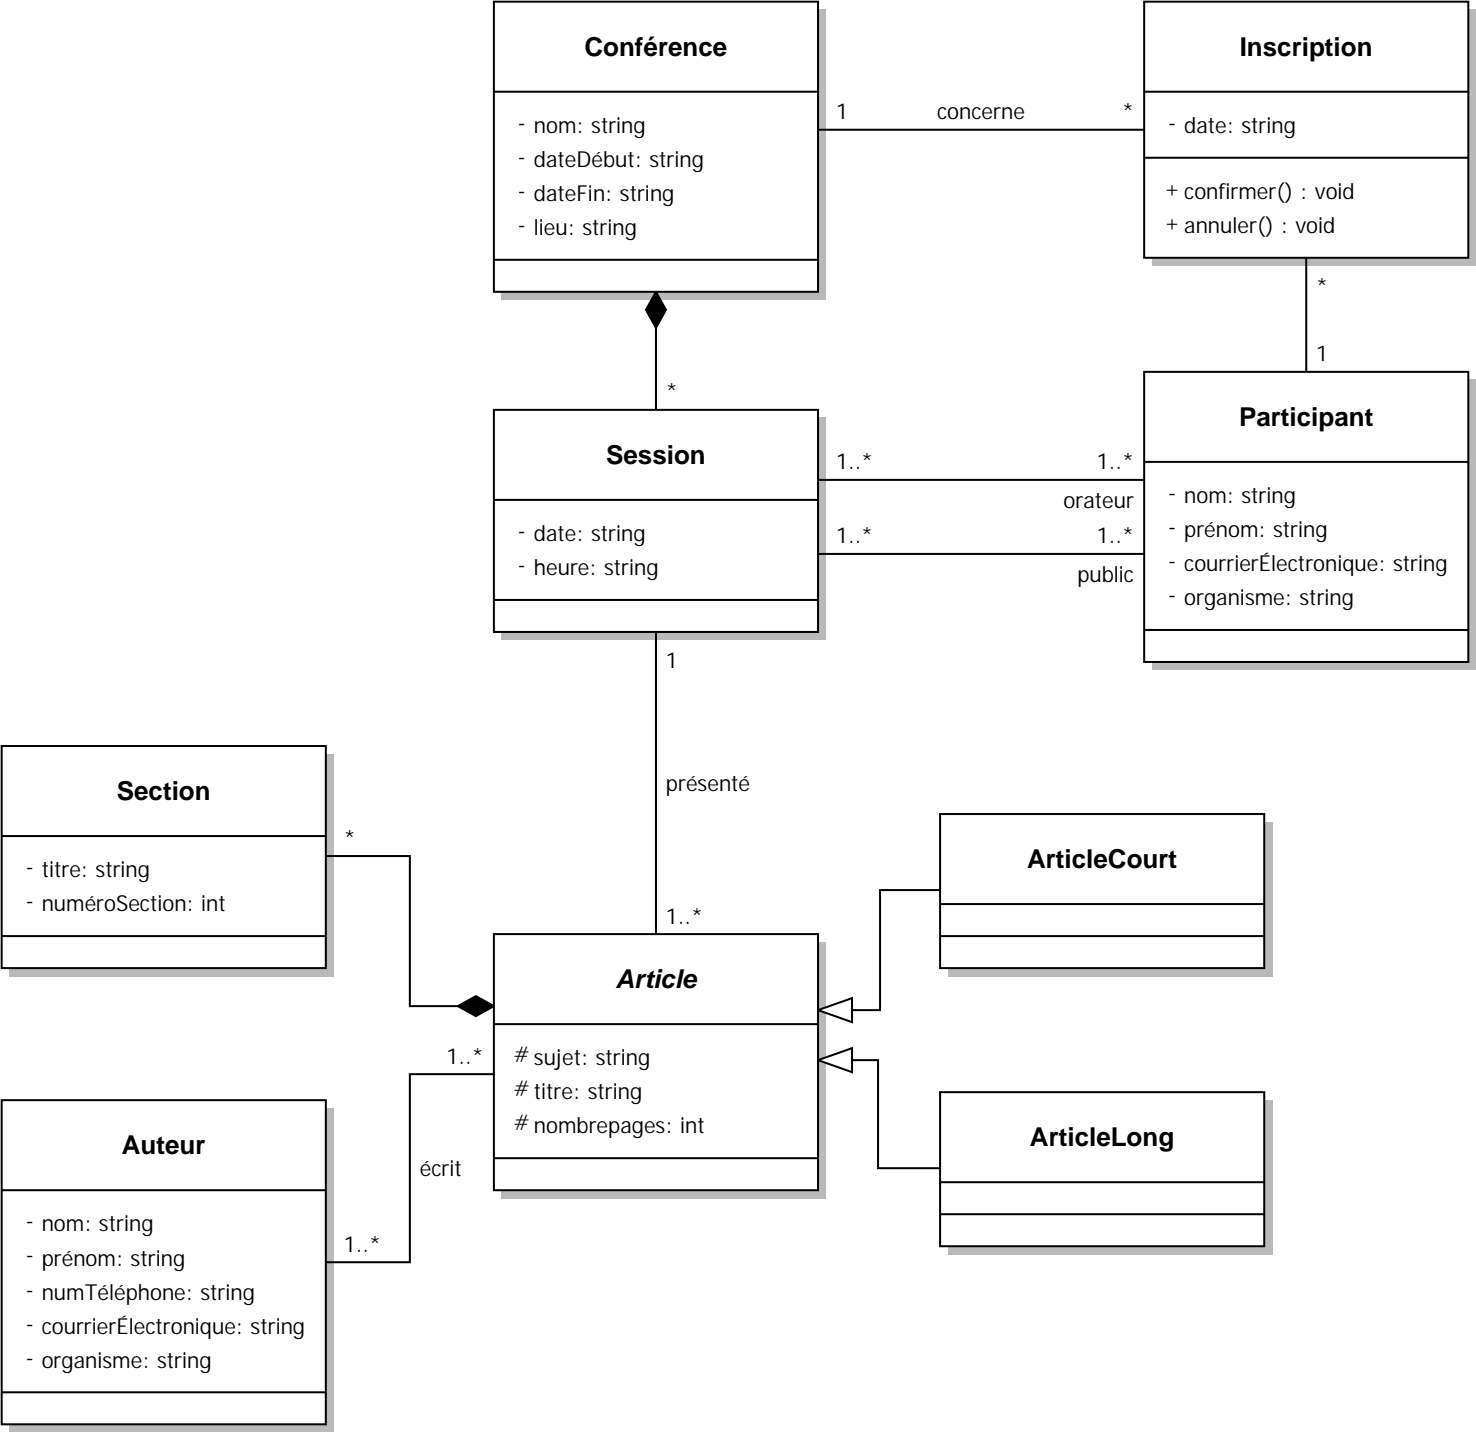 Conférence
- nom: string
- dateDébut: string
- dateFin: string
- lieu: string
1 concerne *
Inscription
- date: string
+ confirmer() : void
+ annuler() : void
*
1
*
Session
- date: string
- heure: string
1..* 1..*
orateur
1..* 1..*
public
Participant
- nom: string
- prénom: string
- courrierÉlectronique: string
- organisme: string
1
présenté
1..*
Section
- titre: string
- numéroSection: int
*
Article
# sujet: string
# titre: string
# nombrepages: int
ArticleCourt
ArticleLong
1..*
écrit
1..*
Auteur
- nom: string
- prénom: string
- numTéléphone: string
- courrierÉlectronique: string
- organisme: string